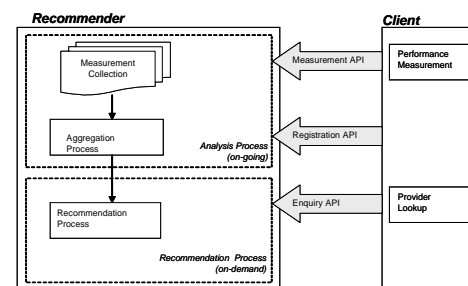 Recommender
Client
Measurement
Collection
Measurement API
Performance
Measurement
Aggregation
Process
Registration API
Analysis Process
(on-going)
Recommendation
Process
Enquiry API
Provider
Lookup
Recommendation Process
(on-demand)